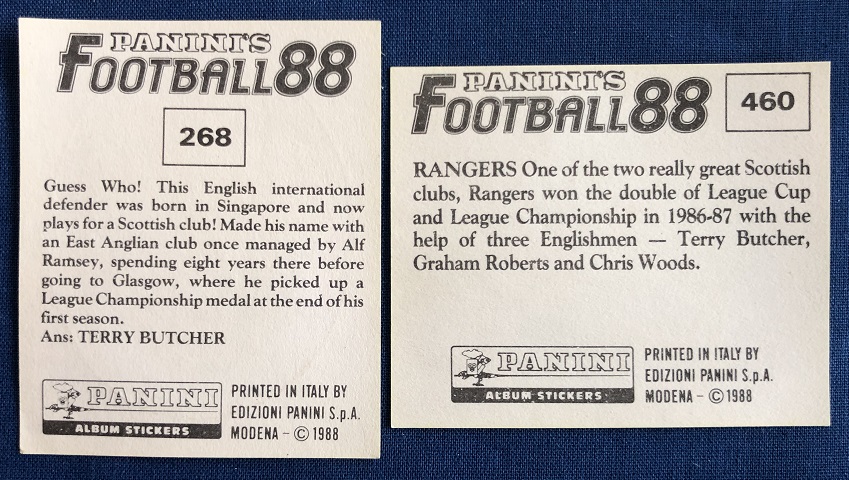 PANINI'S
FOOTBALL 88
268
Guess Who! This English international
defender was born in Singapore and now
plays for a Scottish club! Made his name with
an East Anglian club once managed by Alf
Ramsey, spending eight years there before
going to Glasgow, where he picked up a
League Championship medal at the end of his
first season.
Ans: TERRY BUTCHER
PANINI
ALBUM STICKERS
PRINTED IN ITALY BY
EDIZIONI PANINI S.p.A.
MODENA - © 1988
PANINI'S
FOOTBALL 88
460
RANGERS One of the two really great Scottish
clubs, Rangers won the double of League Cup
and League Championship in 1986-87 with the
help of three Englishmen — Terry Butcher,
Graham Roberts and Chris Woods.
PANINI
ALBUM STICKERS
PRINTED IN ITALY BY
EDIZIONI PANINI S.p.A.
MODENA - © 1988